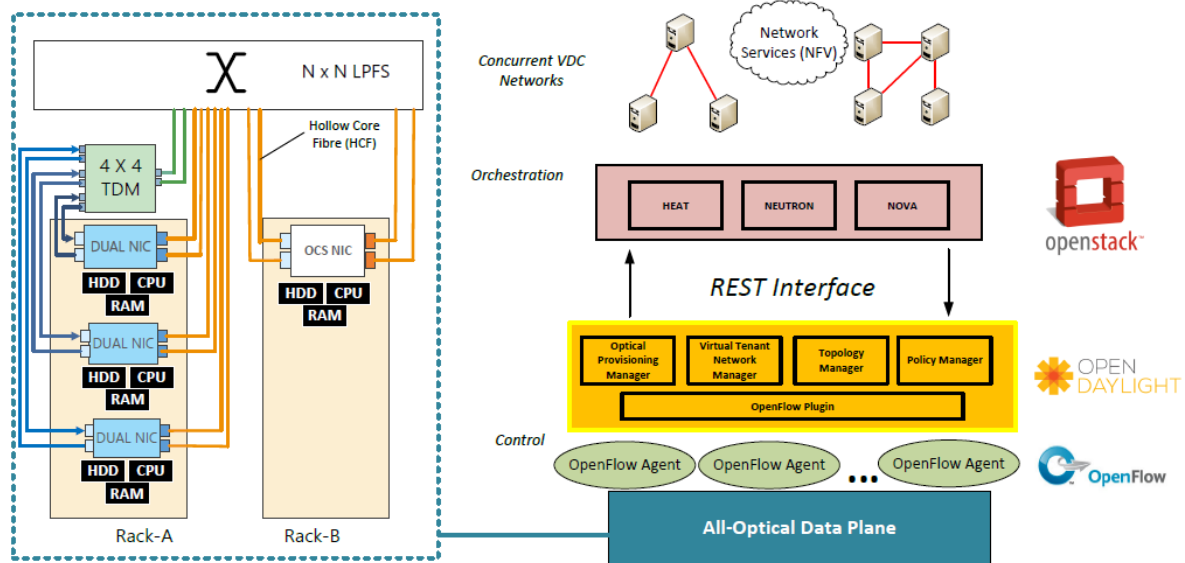 N x N LPFS
Hollow Core
Fibre (HCF)
4 X 4
TDM
DUAL NIC
HDD CPU
RAM
DUAL NIC
HDD CPU
RAM
DUAL NIC
HDD CPU
RAM
Rack-A
OCS NIC
HDD CPU
RAM
Rack-B
Concurrent VDC
Networks
Network
Services (NFV)
Orchestration
HEAT
NEUTRON
NOVA
openstack™
REST Interface
Optical
Provisioning
Manager
Virtual Tenant
Network
Manager
Topology
Manager
Policy Manager
OpenFlow Plugin
OPEN
DAYLIGHT
Control
OpenFlow Agent
OpenFlow Agent
...
OpenFlow Agent
OpenFlow
All-Optical Data Plane